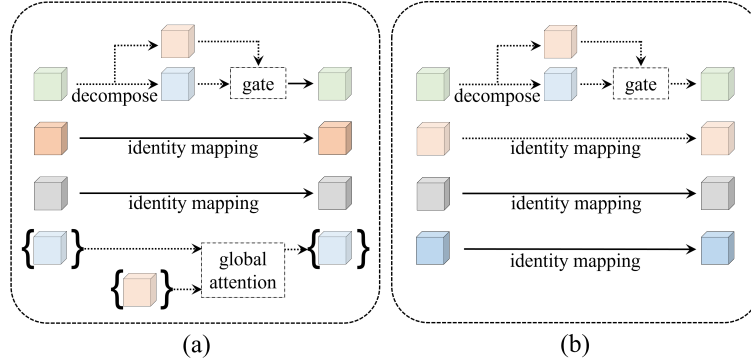 decompose
gate
identity mapping
identity mapping
{ }
global
attention
{ }
{ }
(a)
decompose
gate
identity mapping
identity mapping
identity mapping
(b)